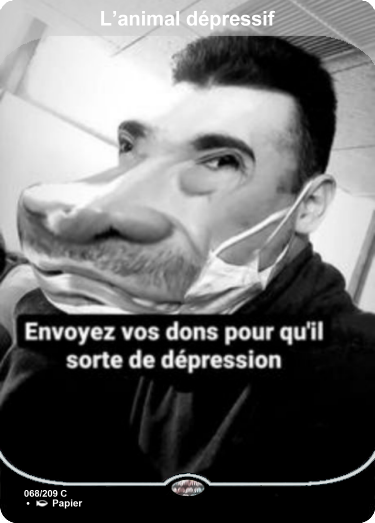 L'animal dépressif
Envoyez vos dons pour qu'il
sorte de dépression
068/209 C
• Papier